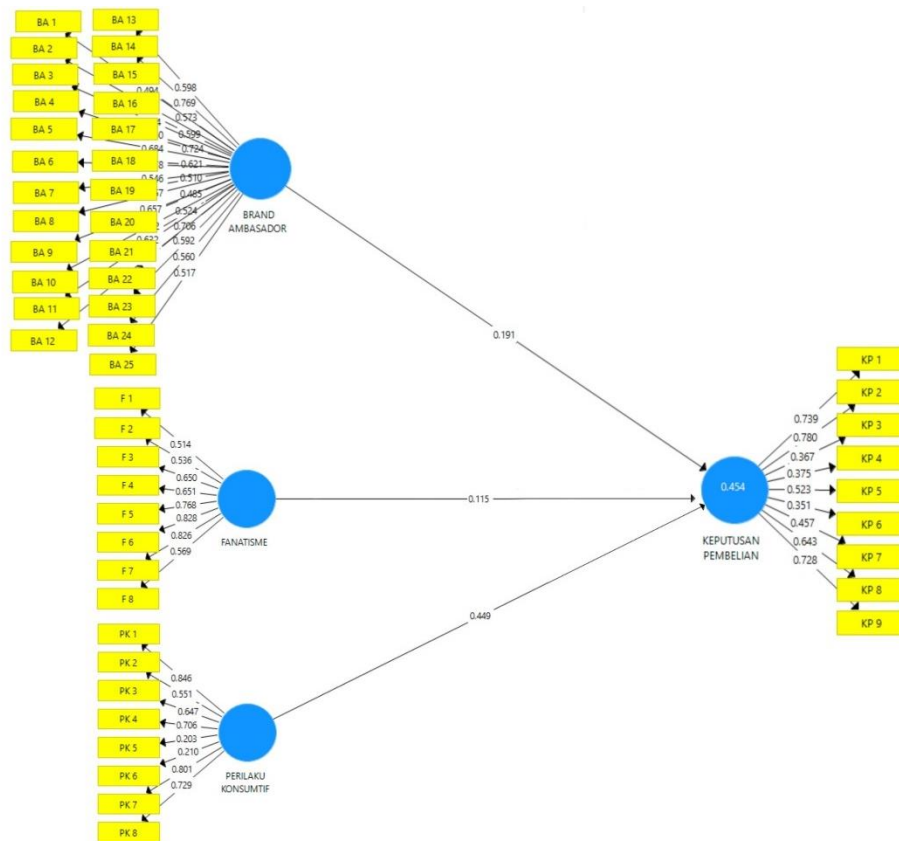 BA 1
BA 2
BA 3
BA 4
BA 5
BA 6
BA 7
BA 8
BA 9
BA 10
BA 11
BA 12
BA 13
BA 14
BA 15
BA 16
BA 17
BA 18
BA 19
BA 20
BA 21
BA 22
BA 23
BA 24
BA 25
0.494
0.684
0.546
0.657
0.632
0.598
0.769
0.573
0.599
0.724
0.621
0.510
0.485
0.524
0.706
0.592
0.560
0.517
BRAND
AMBASADOR
0.191
F 1
F 2
F 3
F 4
F 5
F 6
F 7
F 8
0.514
0.536
0.650
0.651
0.768
0.828
0.826
0.569
FANATISME
0.115
PK 1
PK 2
PK 3
PK 4
PK 5
PK 6
PK 7
PK 8
0.846
0.551
0.647
0.706
0.203
0.210
0.801
0.729
PERILAKU
KONSUMTIF
0.449
0.454
KEPUTUSAN
PEMBELIAN
0.739
0.780
0.367
0.375
0.523
0.351
0.457
0.643
0.728
KP 1
KP 2
KP 3
KP 4
KP 5
KP 6
KP 7
KP 8
KP 9